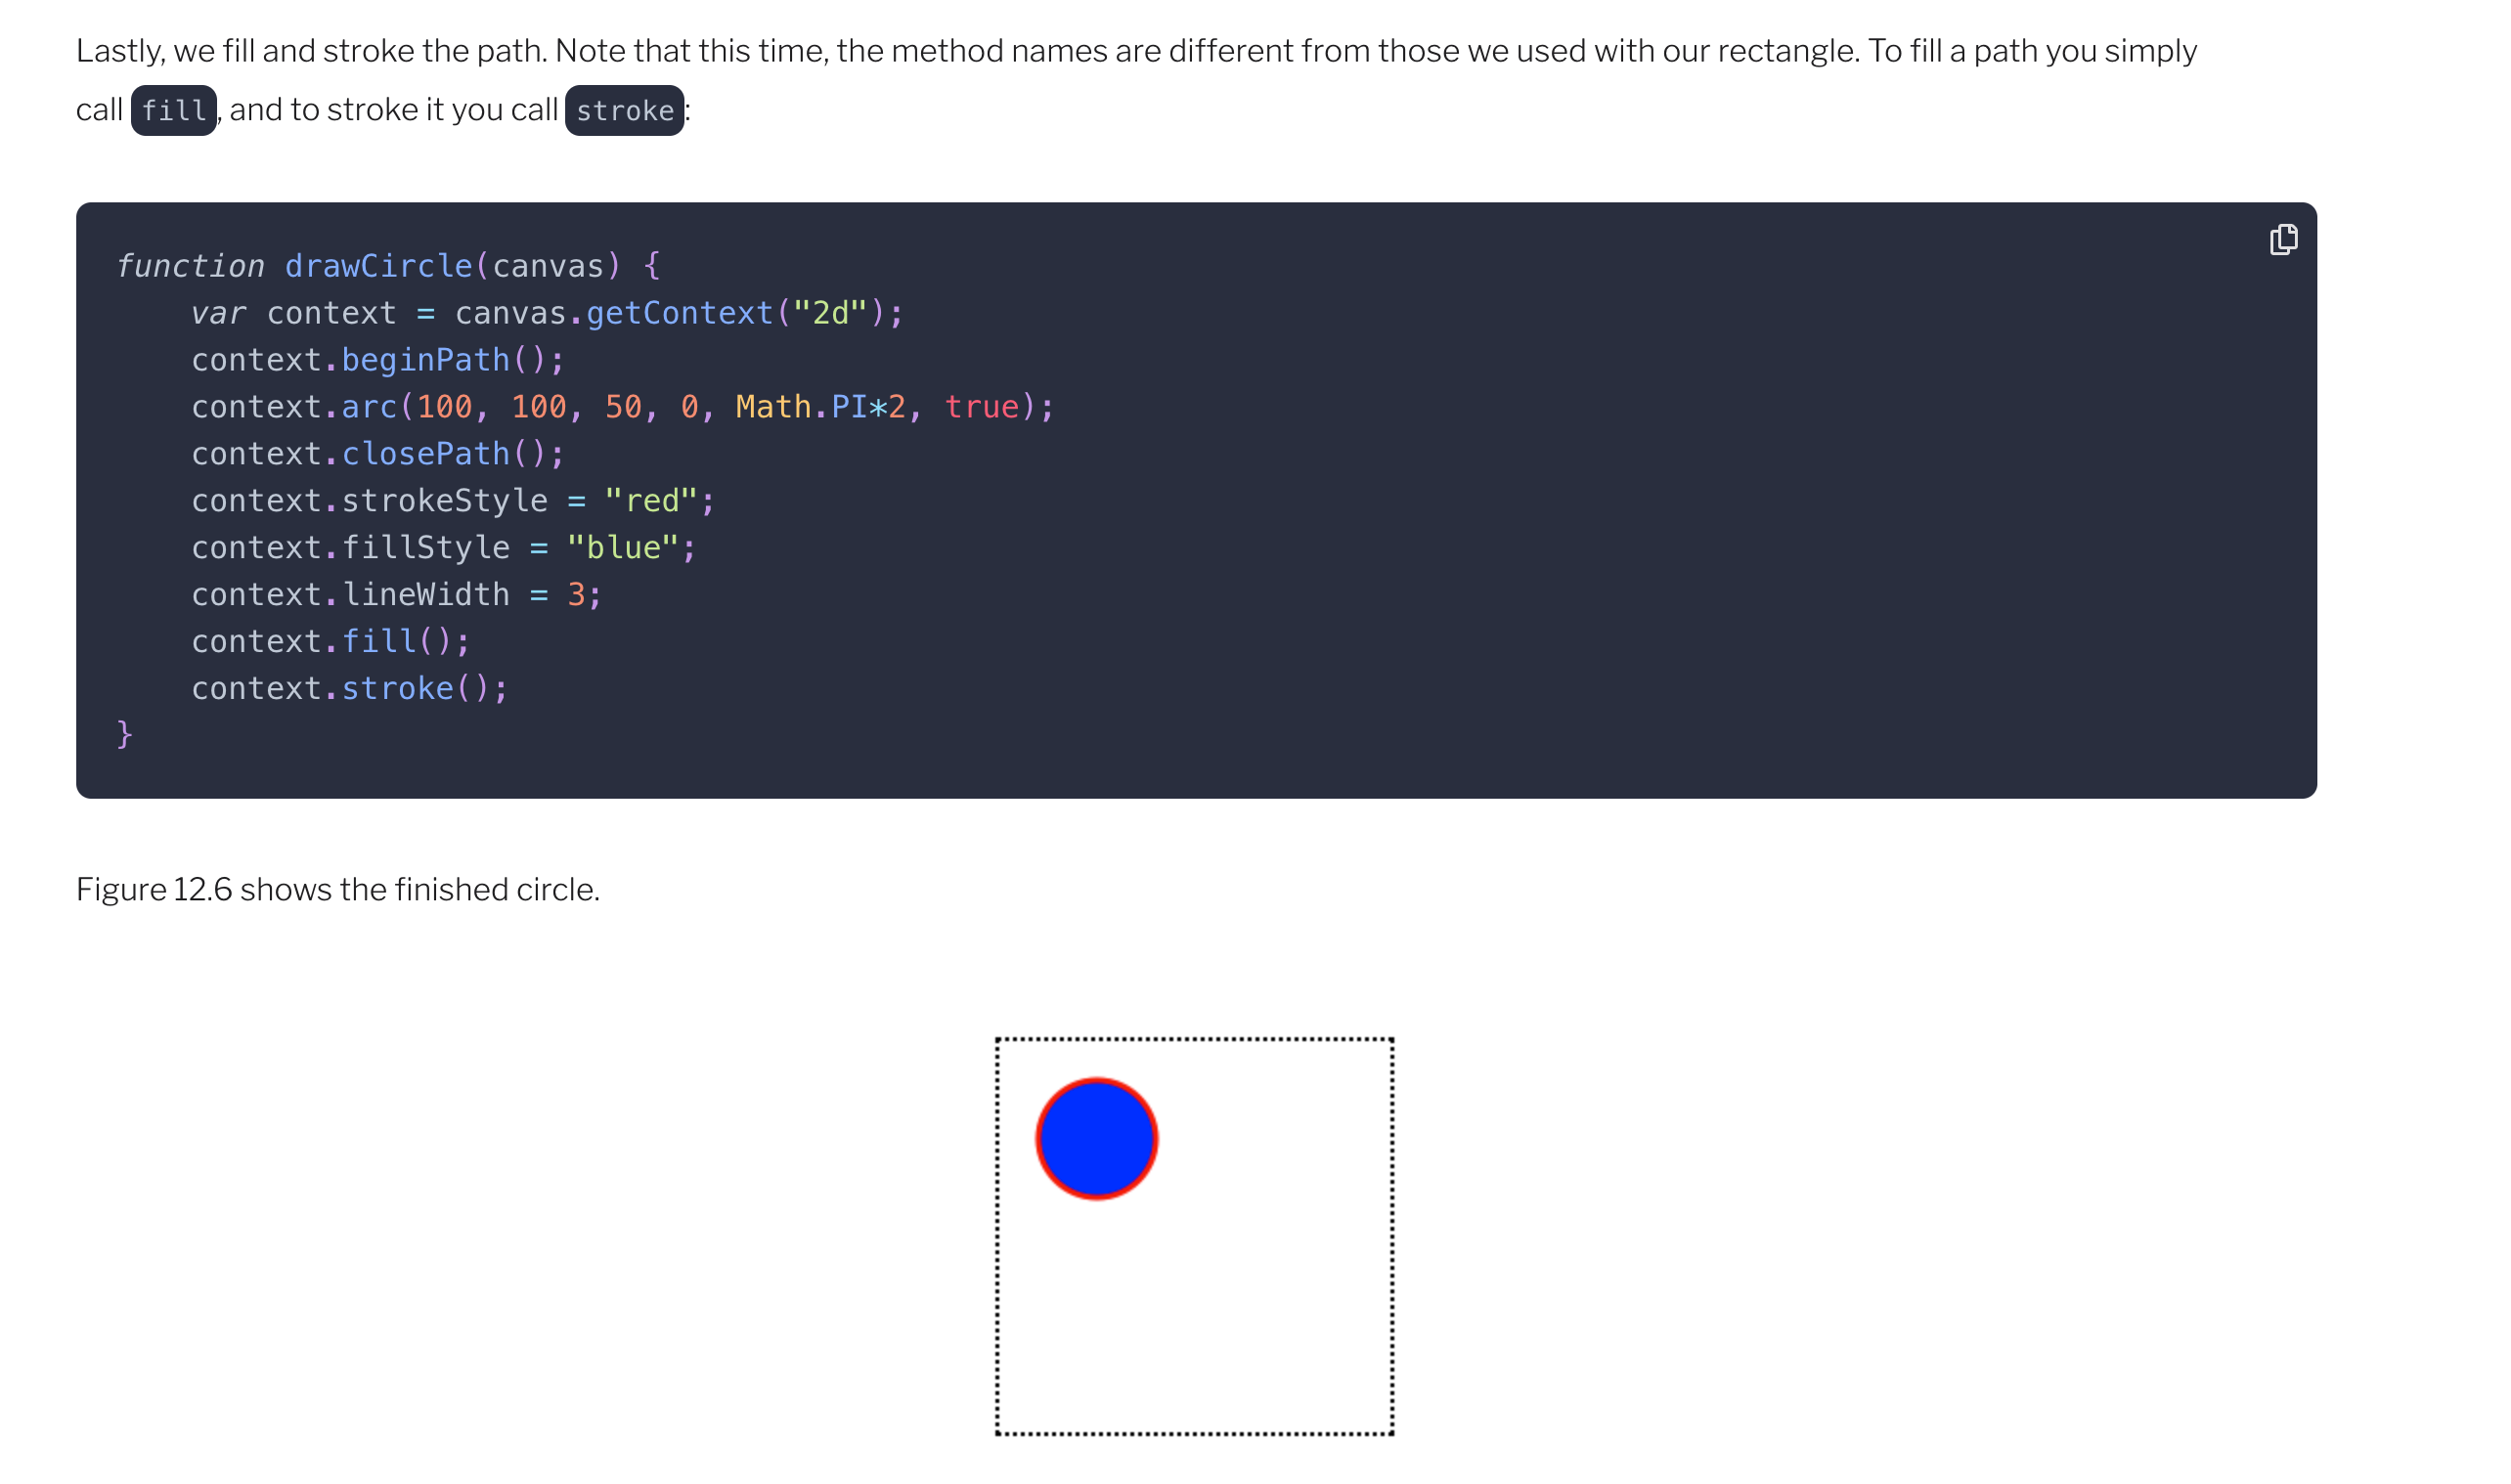 Lastly, we fill and stroke the path. Note that this time, the method names are different from those we used with our rectangle. To fill a path you simply
call fill, and to stroke it you call stroke:
function drawCircle(canvas) {
    var context = canvas.getContext("2d");
    context.beginPath();
    context.arc(100, 100, 50, 0, Math.PI*2, true);
    context.closePath();
    context.strokeStyle = "red";
    context.fillStyle = "blue";
    context.lineWidth = 3;
    context.fill();
    context.stroke();
}
Figure 12.6 shows the finished circle.